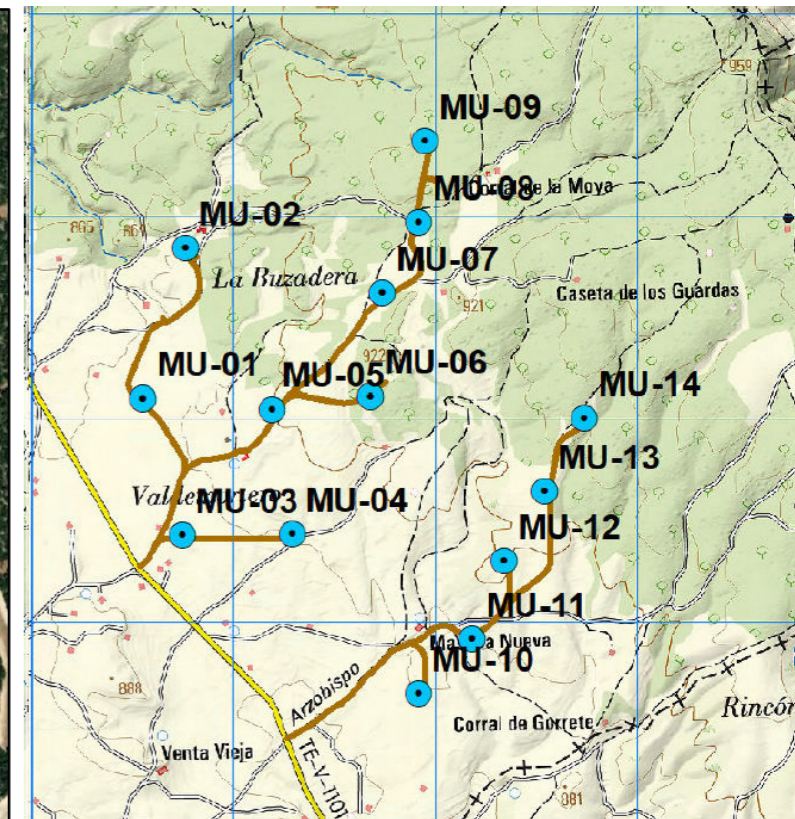 959
MU-09
Corral de la Moya
MU-08
MU-02
865
861
La Buzadera
MU-07
Caseta de los Guardas
921
922
MU-06
MU-01
MU-05
MU-14
MU-13
MU-03
MU-04
MU-12
MU-11
MU-10
Arzobispo
888
Corral de Gorrete
Rincón
Venta Vieja
TE-V-1101
881